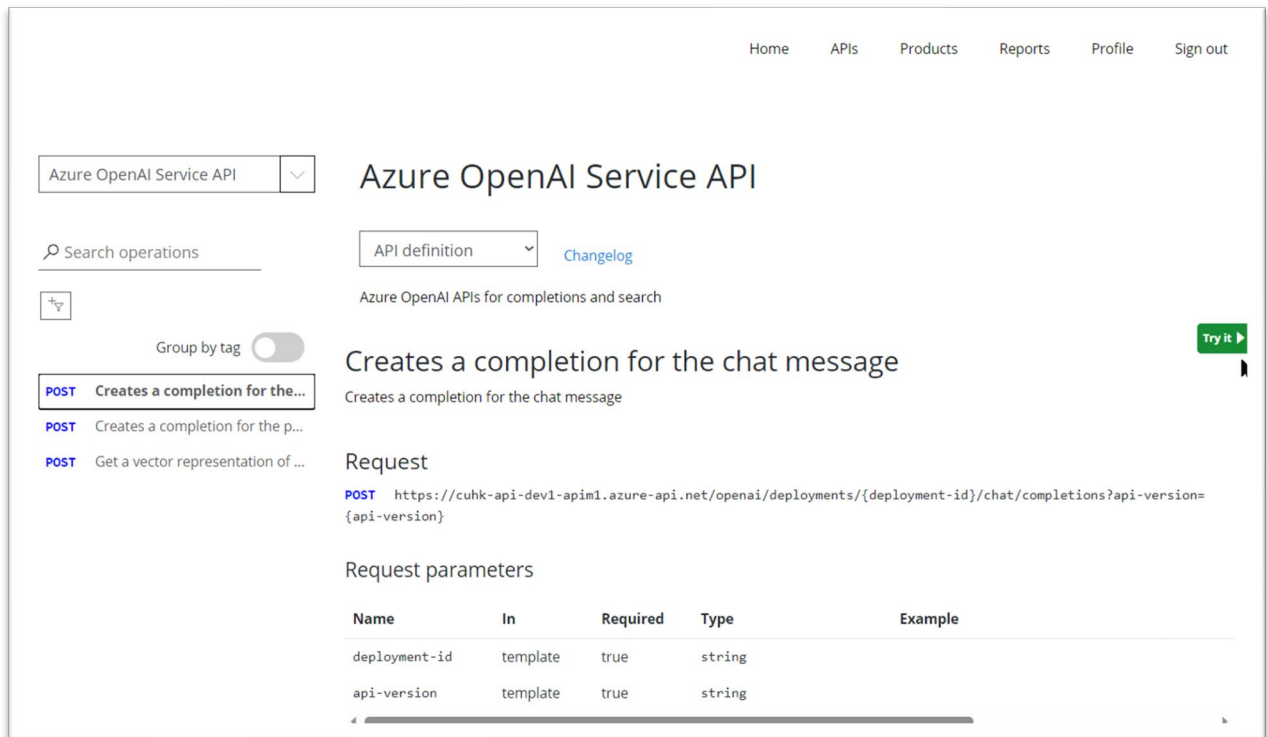 Home APIs Products Reports Profile Sign out
Azure OpenAI Service API
Search operations
Group by tag
POST Creates a completion for the...
POST Creates a completion for the p...
POST Get a vector representation of ...
Azure OpenAI Service API
API definition
Changelog
Azure OpenAI APIs for completions and search
Try it
Creates a completion for the chat message
Creates a completion for the chat message
Request
POST https://cuhk-api-dev1-apim1.azure-api.net/openai/deployments/{deployment-id}/chat/completions?api-version=
{api-version}
Request parameters
Name In Required Type Example
deployment-id template true string
api-version template true string